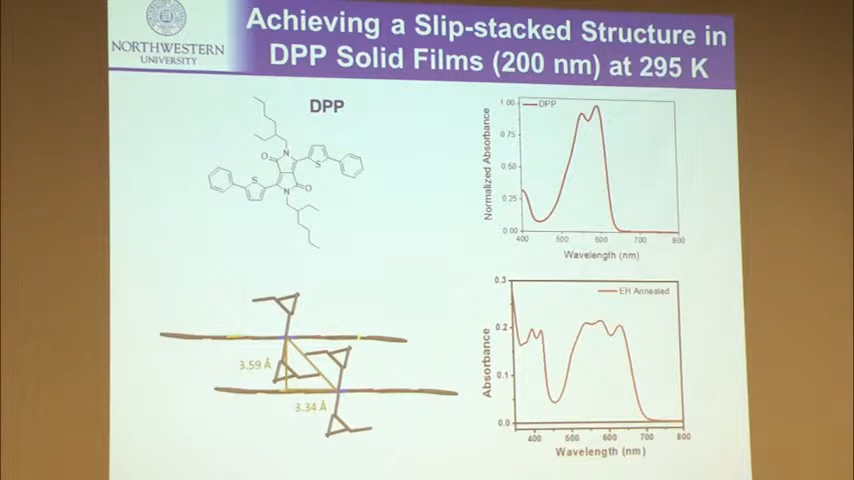 NORTHWESTERN
UNIVERSITY
Achieving a Slip-stacked Structure in
DPP Solid Films (200 nm) at 295 K
DPP
N
O
S
S
N
O
3.59 Å
3.34 Å
DPP
Normalized Absorbance
1.00
0.75
0.50
0.25
0.00
400 500 600 700 800
Wavelength (nm)
EH Annealed
Absorbance
0.3
0.2
0.1
0.0
400 500 600 700 800
Wavelength (nm)